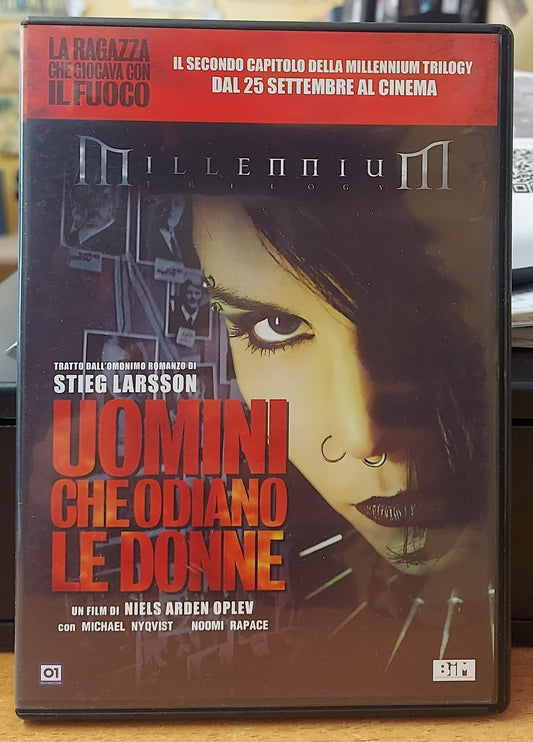 LA RAGAZZA
CHE GIOCAVA CON
IL FUOCO
IL SECONDO CAPITOLO DELLA MILLENNIUM TRILOGY
DAL 25 SETTEMBRE AL CINEMA
MILLENNIUM
TRILOGY
TRATTO DALL'OMONIMO ROMANZO DI
STIEG LARSSON
UOMINI
CHE ODIANO
LE DONNE
UN FILM DI NIELS ARDEN OPLEV
CON MICHAEL NYQVIST NOOMI RAPACE
01
BiM